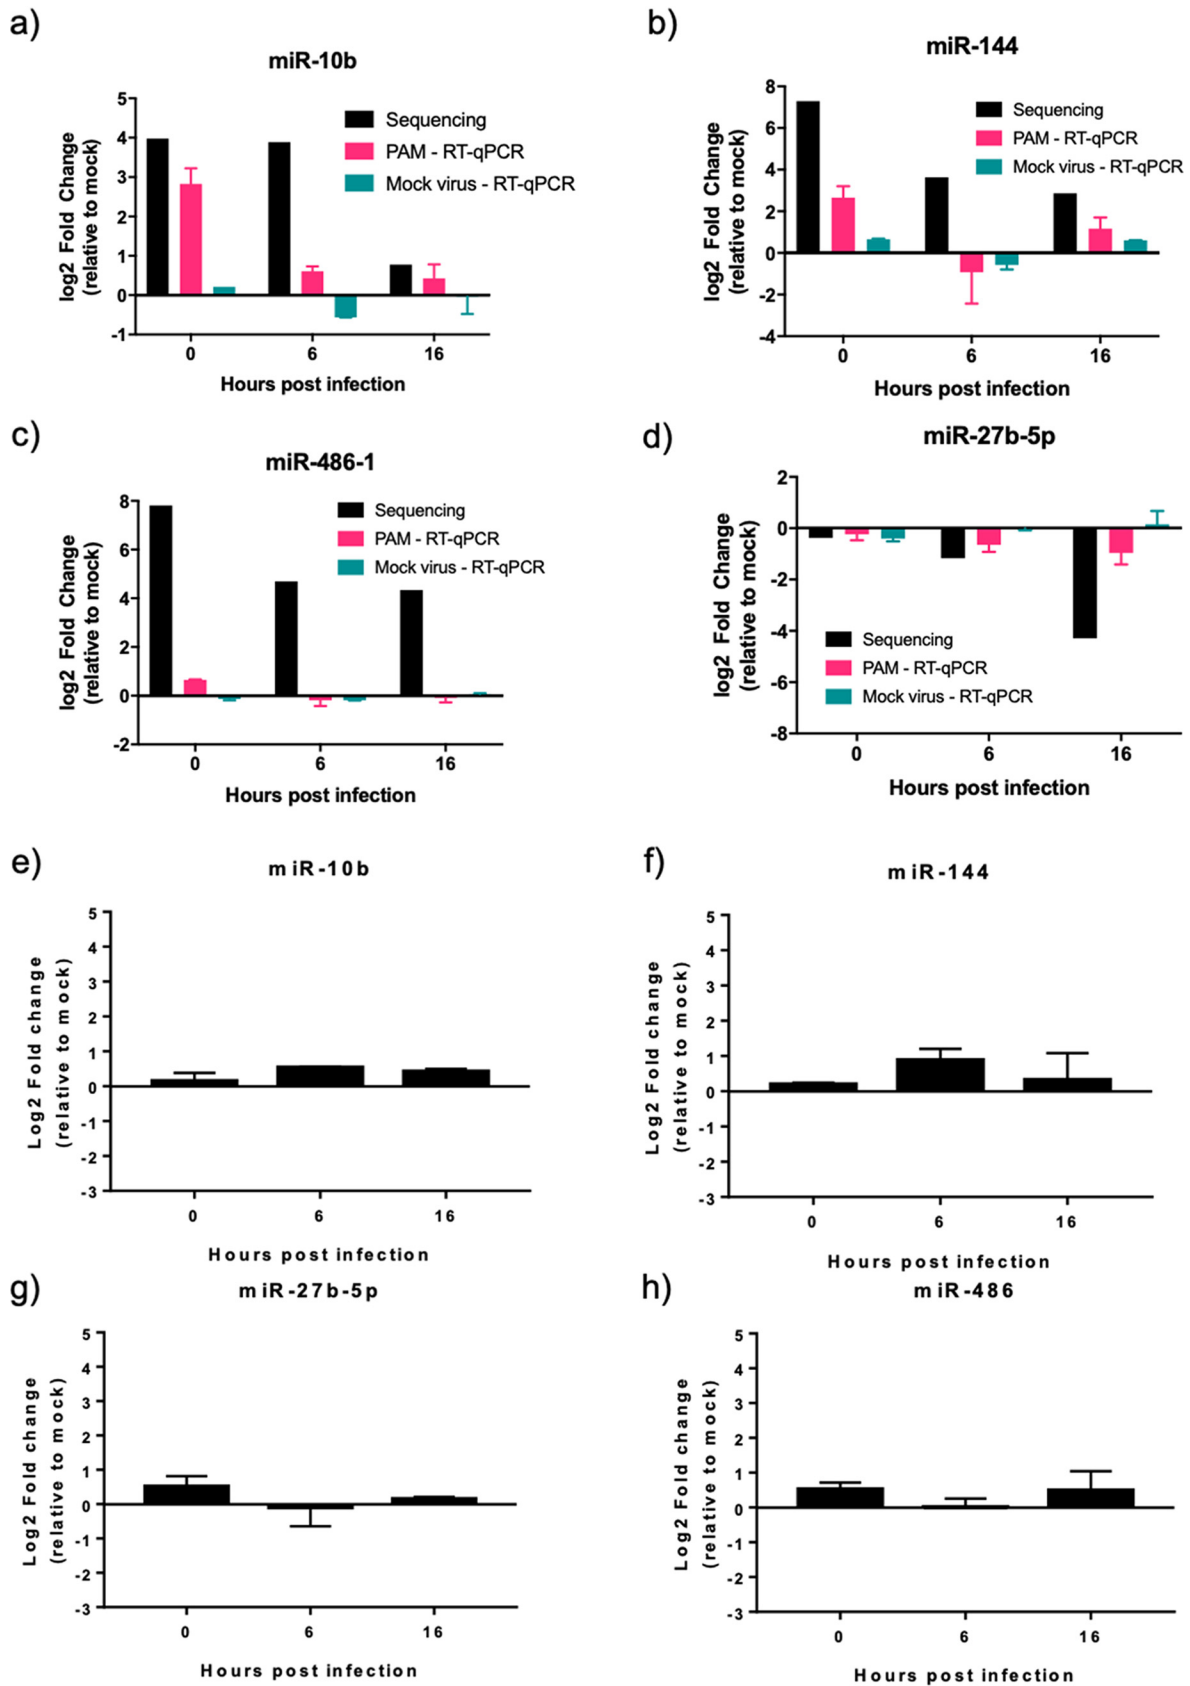 a)
miR-10b
5
4
3
2
1
0
-1
log2 Fold Change
(relative to mock)
Sequencing
PAM - RT-qPCR
Mock virus - RT-qPCR
0 6 16
Hours post infection
b)
miR-144
8
6
4
2
0
-2
-4
log2 Fold Change
(relative to mock)
Sequencing
PAM - RT-qPCR
Mock virus - RT-qPCR
0 6 16
Hours post infection
c)
miR-486-1
8
6
4
2
0
-2
log2 Fold Change
(relative to mock)
Sequencing
PAM - RT-qPCR
Mock virus - RT-qPCR
0 6 16
Hours post infection
d)
miR-27b-5p
2
0
-2
-4
-6
-8
log2 Fold Change
(relative to mock)
Sequencing
PAM - RT-qPCR
Mock virus - RT-qPCR
0 6 16
Hours post infection
e)
miR-10b
5
4
3
2
1
0
-1
-2
-3
Log2 Fold change
(relative to mock)
0 6 16
Hours post infection
f)
miR-144
5
4
3
2
1
0
-1
-2
-3
Log2 Fold change
(relative to mock)
0 6 16
Hours post infection
g)
miR-27b-5p
5
4
3
2
1
0
-1
-2
-3
Log2 Fold change
(relative to mock)
0 6 16
Hours post infection
h)
miR-486
5
4
3
2
1
0
-1
-2
-3
Log2 Fold change
(relative to mock)
0 6 16
Hours post infection